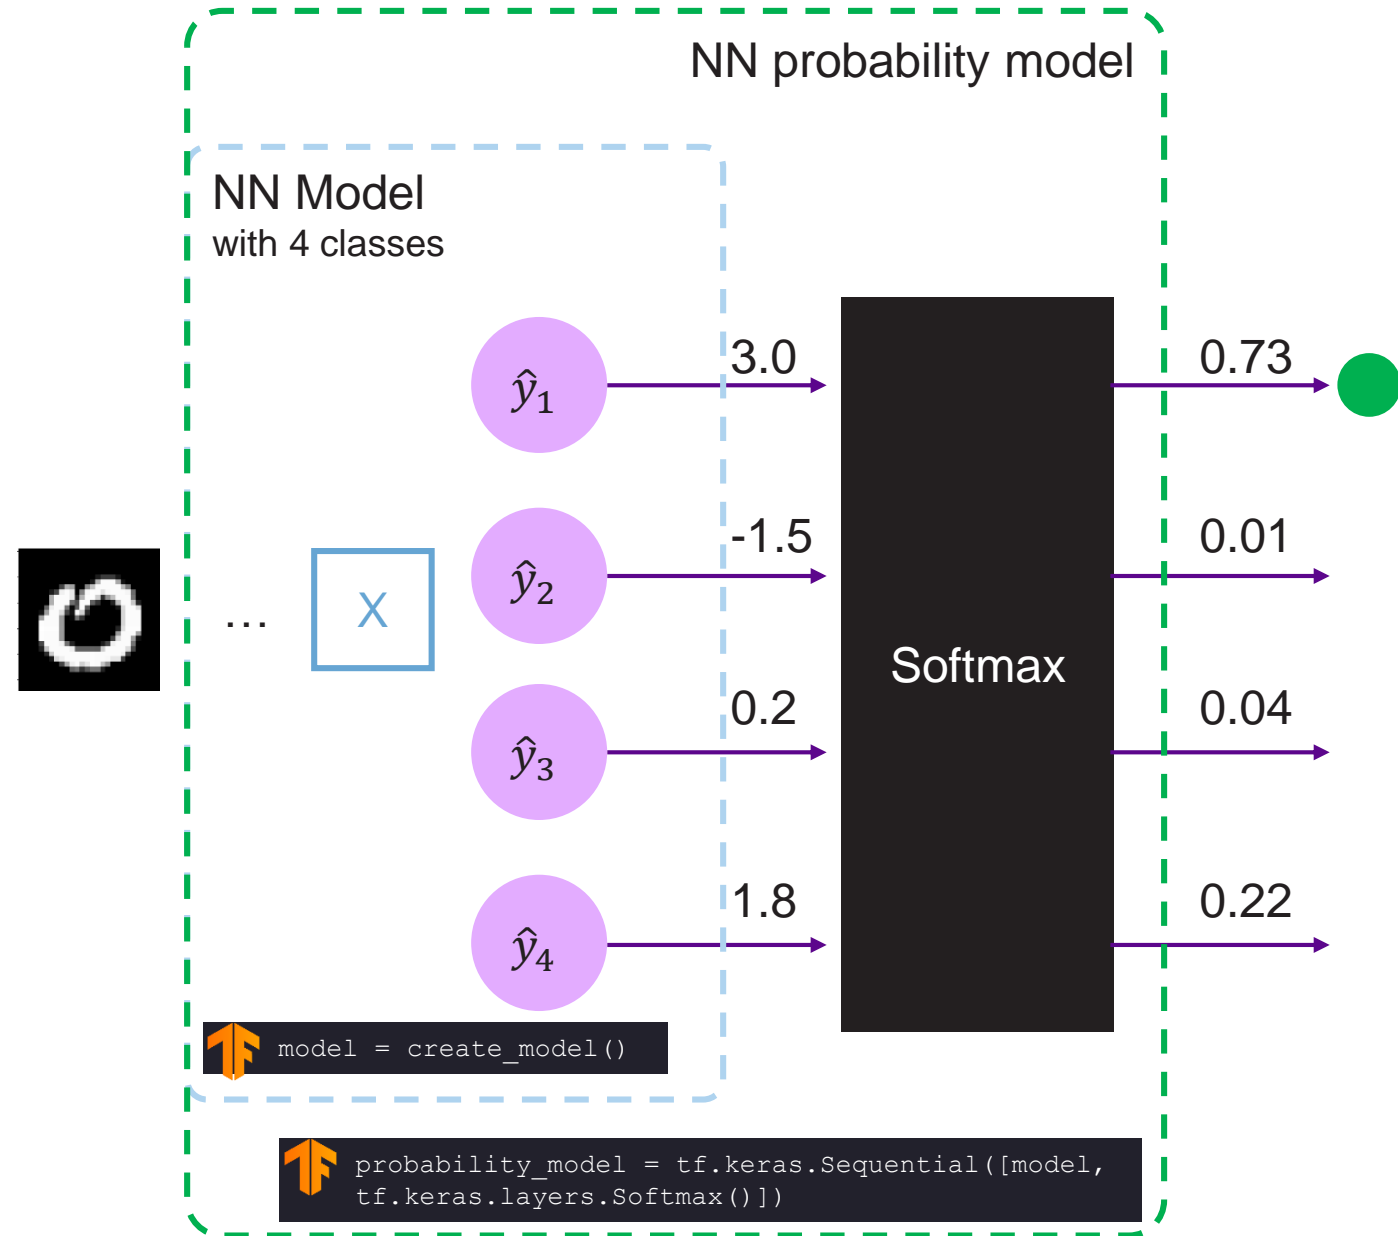 NN probability model
NN Model
with 4 classes
ŷ₁
3.0
0.73
ŷ₂
-1.5
0.01
...
X
Softmax
ŷ₃
0.2
0.04
ŷ₄
1.8
0.22
model = create_model()
probability_model = tf.keras.Sequential([model,
tf.keras.layers.Softmax()])